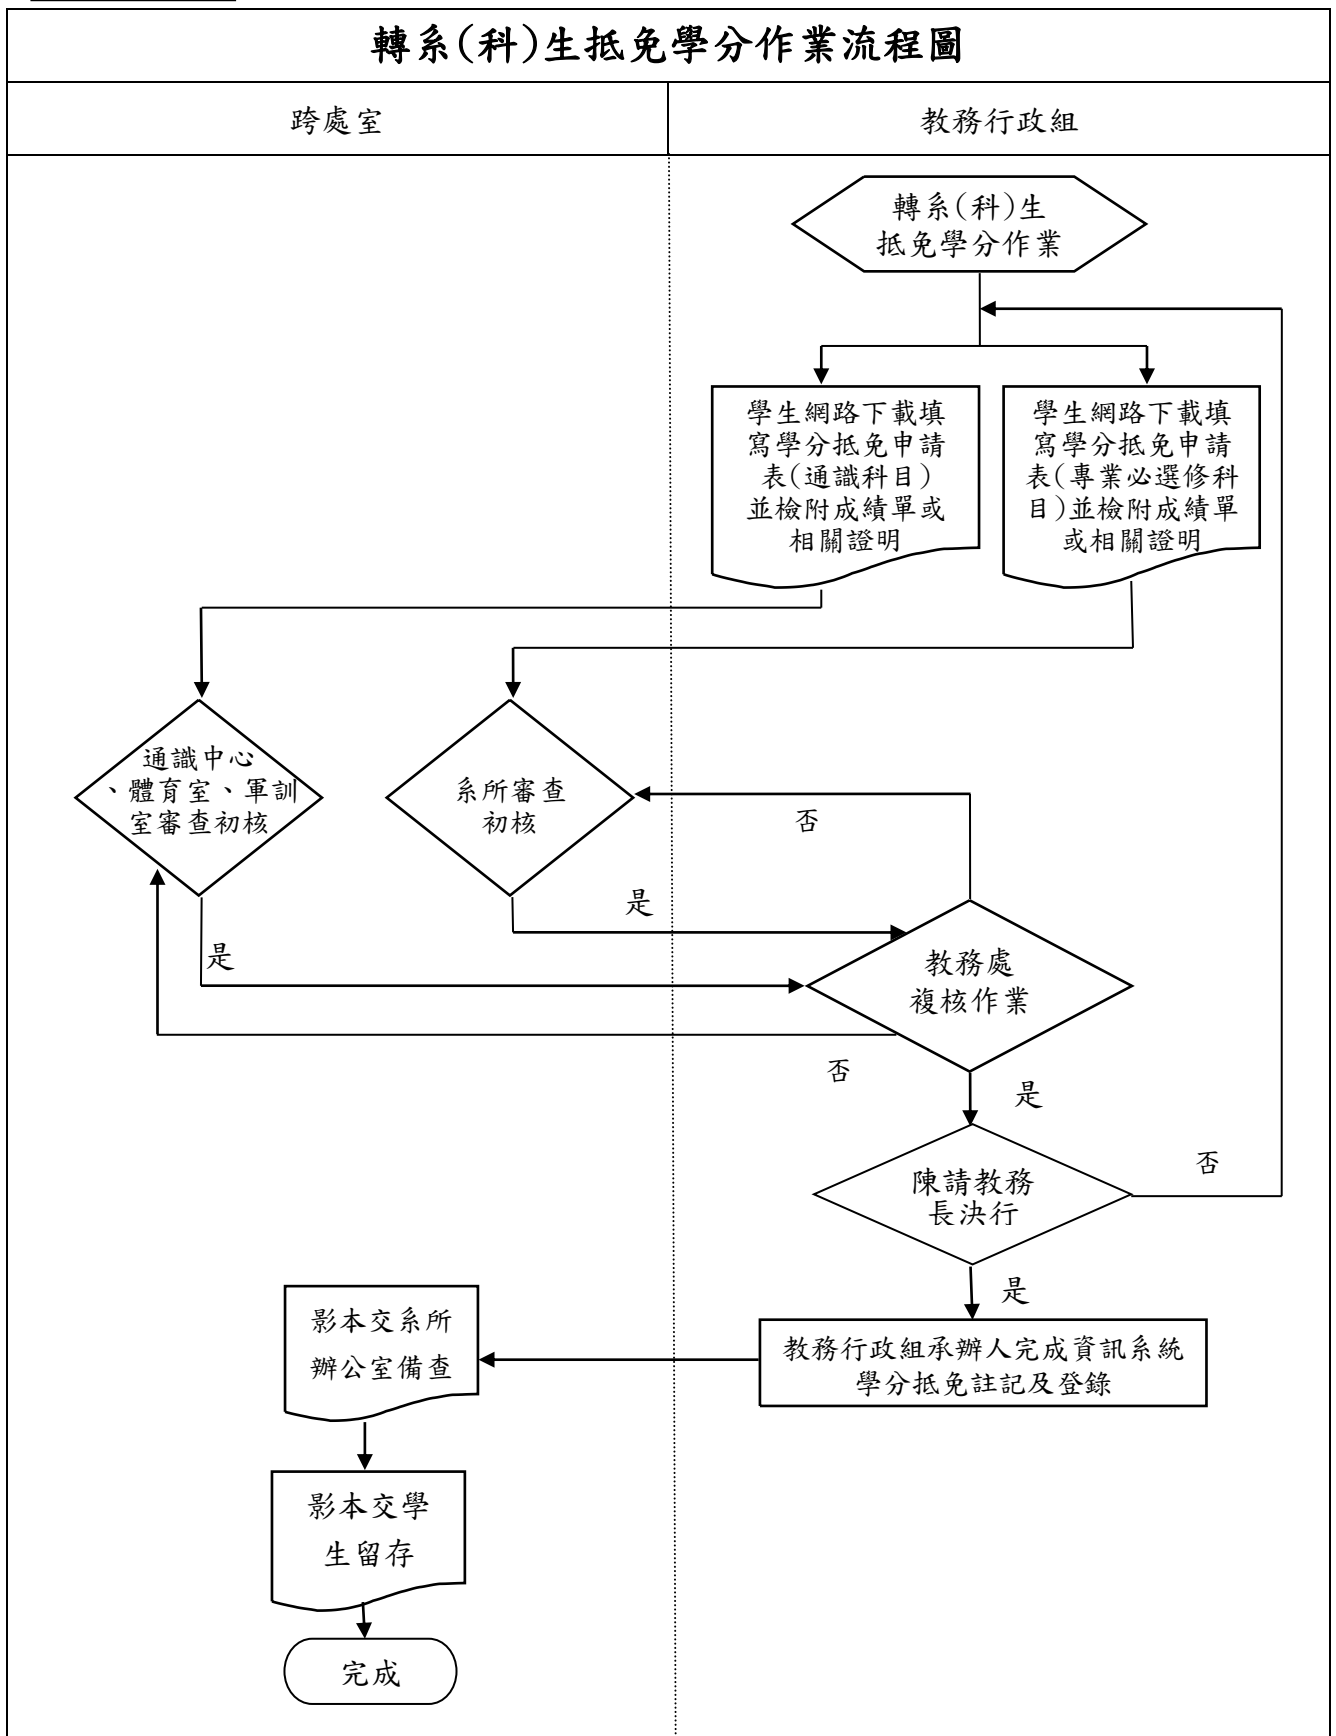 轉系(科)生抵免學分作業流程圖
跨處室
教務行政組
轉系(科)生
抵免學分作業
學生網路下載填
寫學分抵免申請
表(通識科目)
並檢附成績單或
相關證明
學生網路下載填
寫學分抵免申請
表(專業必選修科
目)並檢附成績單
或相關證明
通識中心
、體育室、軍訓
室審查初核
系所審查
初核
否
是
是
教務處
複核作業
否
是
陳請教務
長決行
否
是
影本交系所
辦公室備查
教務行政組承辦人完成資訊系統
學分抵免註記及登錄
影本交學
生留存
完成